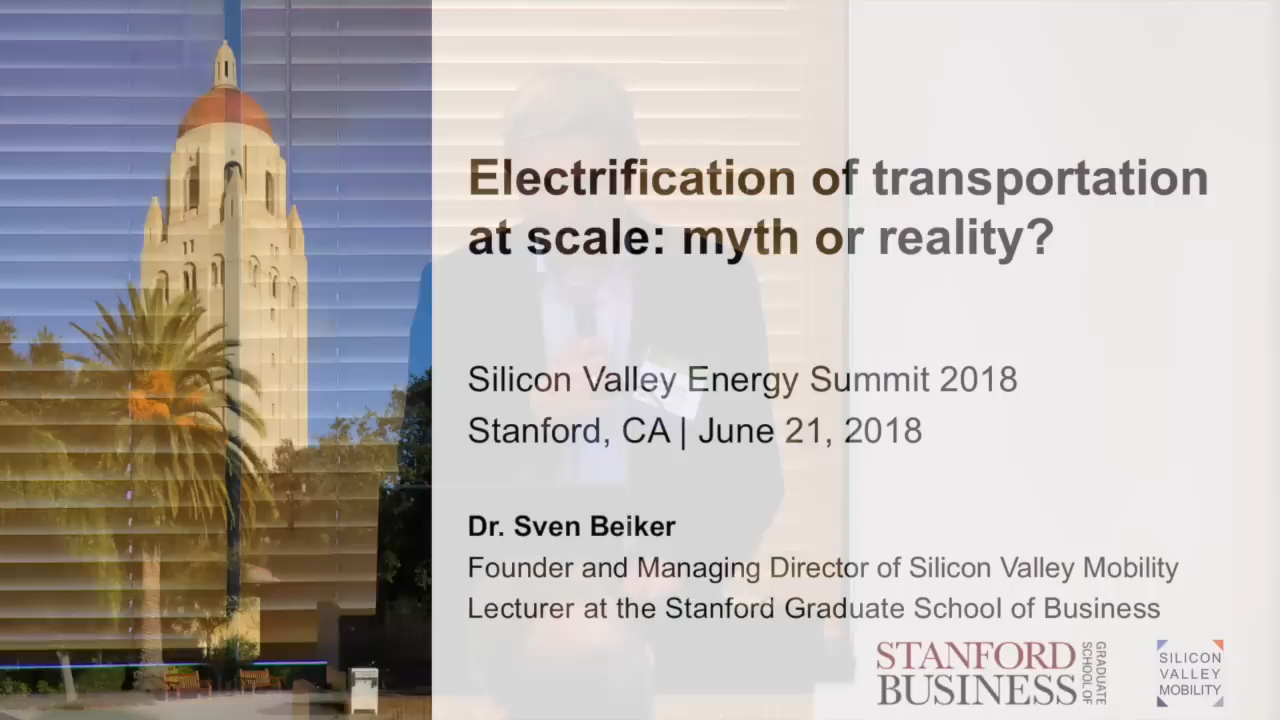 Electrification of transportation
at scale: myth or reality?
Silicon Valley Energy Summit 2018
Stanford, CA | June 21, 2018
Dr. Sven Beiker
Founder and Managing Director of Silicon Valley Mobility
Lecturer at the Stanford Graduate School of Business
STANFORD
BUSINESS
GRADUATE
SCHOOL OF
SILICON
VALLEY
MOBILITY